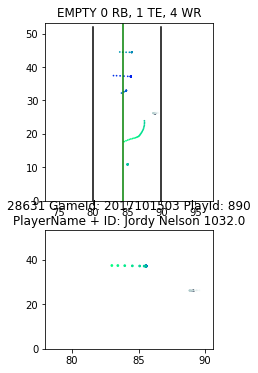 EMPTY 0 RB, 1 TE, 4 WR
50
40
30
20
10
0
75 80 85 90 95
28631 GameId: 2017101503 PlayId: 890
PlayerName + ID: Jordy Nelson 1032.0
40
20
0
80 85 90